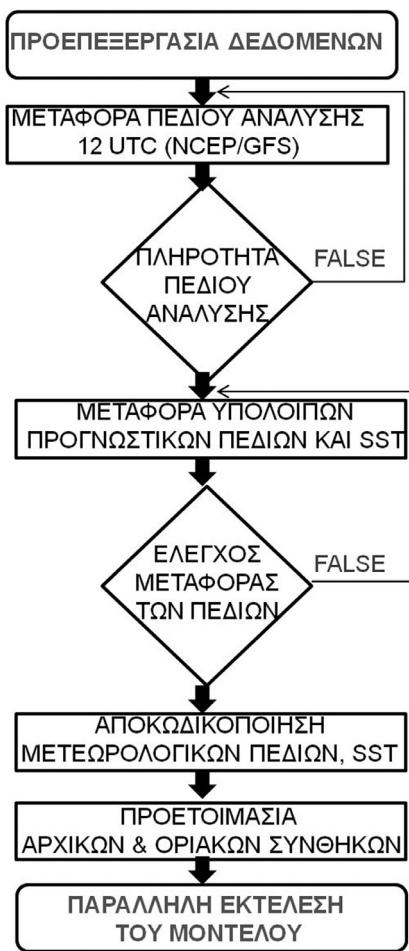 ΠΡΟΕΠΕΞΕΡΓΑΣΙΑ ΔΕΔΟΜΕΝΩΝ
ΜΕΤΑΦΟΡΑ ΠΕΔΙΟΥ ΑΝΑΛΥΣΗΣ
12 UTC (NCEP/GFS)
ΠΛΗΡΟΤΗΤΑ
ΠΕΔΙΟΥ
ΑΝΑΛΥΣΗΣ
FALSE
ΜΕΤΑΦΟΡΑ ΥΠΟΛΟΙΠΩΝ
ΠΡΟΓΝΩΣΤΙΚΩΝ ΠΕΔΙΩΝ ΚΑΙ SST
ΕΛΕΓΧΟΣ
ΜΕΤΑΦΟΡΑΣ
ΤΩΝ ΠΕΔΙΩΝ
FALSE
ΑΠΟΚΩΔΙΚΟΠΟΙΗΣΗ
ΜΕΤΕΩΡΟΛΟΓΙΚΩΝ ΠΕΔΙΩΝ, SST
ΠΡΟΕΤΟΙΜΑΣΙΑ
ΑΡΧΙΚΩΝ & ΟΡΙΑΚΩΝ ΣΥΝΘΗΚΩΝ
ΠΑΡΑΛΛΗΛΗ ΕΚΤΕΛΕΣΗ
ΤΟΥ ΜΟΝΤΕΛΟΥ